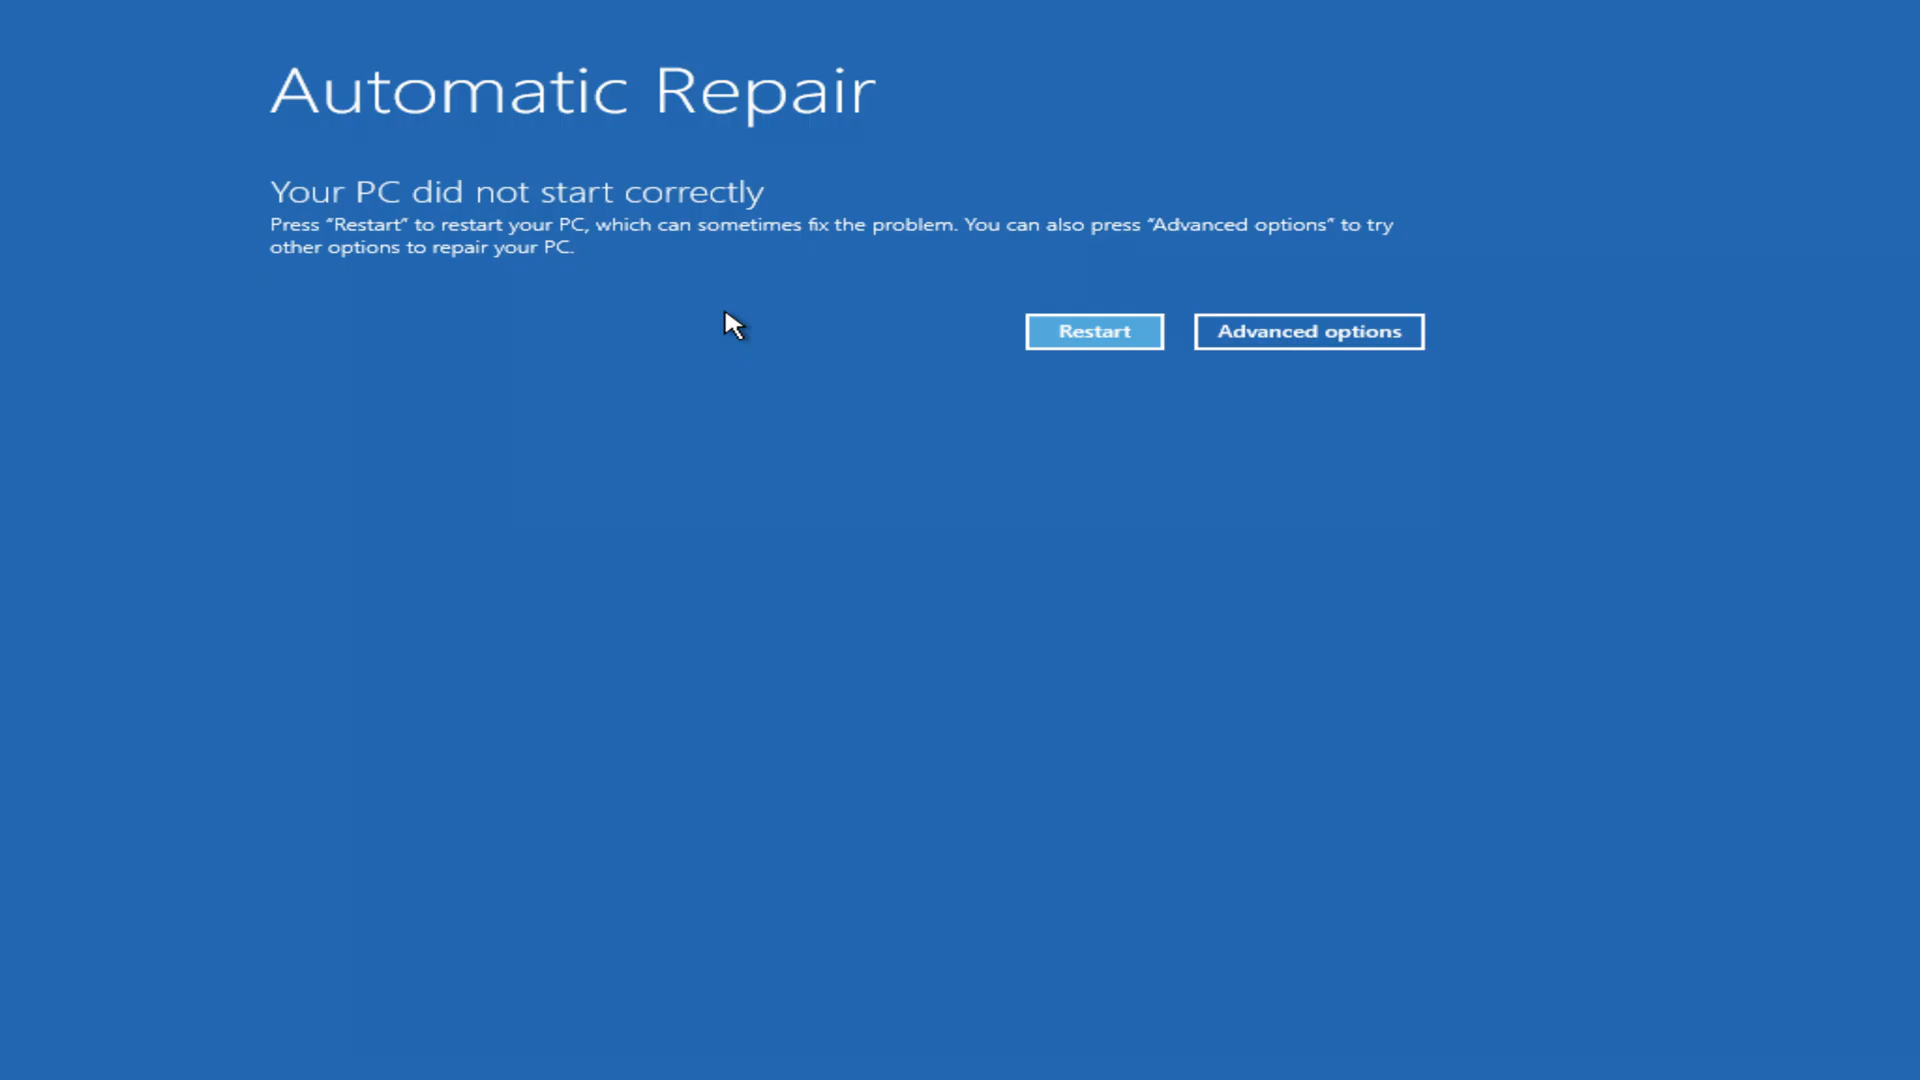 Automatic Repair
Your PC did not start correctly
Press “Restart” to restart your PC, which can sometimes fix the problem. You can also press “Advanced options” to try
other options to repair your PC.
Restart
Advanced options